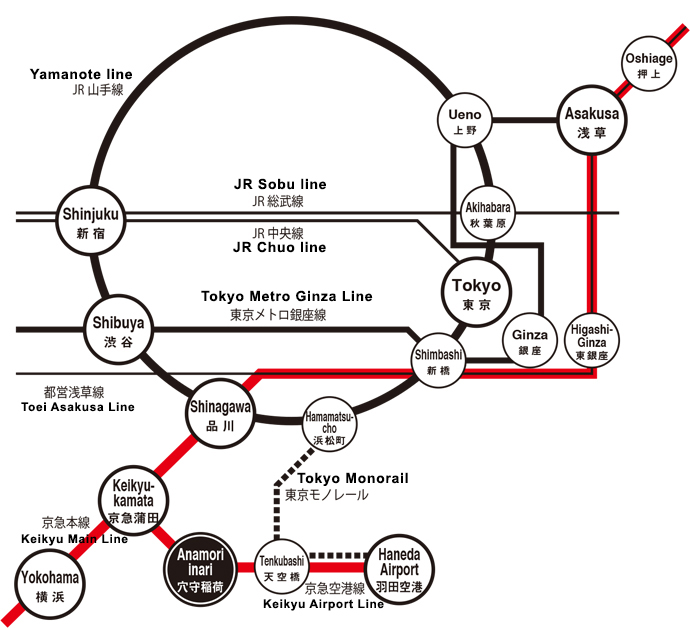 Oshiage
押上
Yamanote line
JR 山手線
Ueno
上野
Asakusa
浅草
JR Sobu line
JR 総武線
Shinjuku
新宿
Akihabara
秋葉原
JR 中央線
JR Chuo line
Tokyo
東京
Tokyo Metro Ginza Line
東京メトロ銀座線
Shibuya
渋谷
Ginza
銀座
Higashi-
Ginza
東銀座
Shimbashi
新橋
都営浅草線
Toei Asakusa Line
Shinagawa
品川
Hamamatsu-
cho
浜松町
Tokyo Monorail
東京モノレール
Keikyu-
kamata
京急蒲田
京急本線
Keikyu Main Line
Anamori
inari
穴守稲荷
Tenkubashi
天空橋
Haneda
Airport
羽田空港
京急空港線
Keikyu Airport Line
Yokohama
横浜